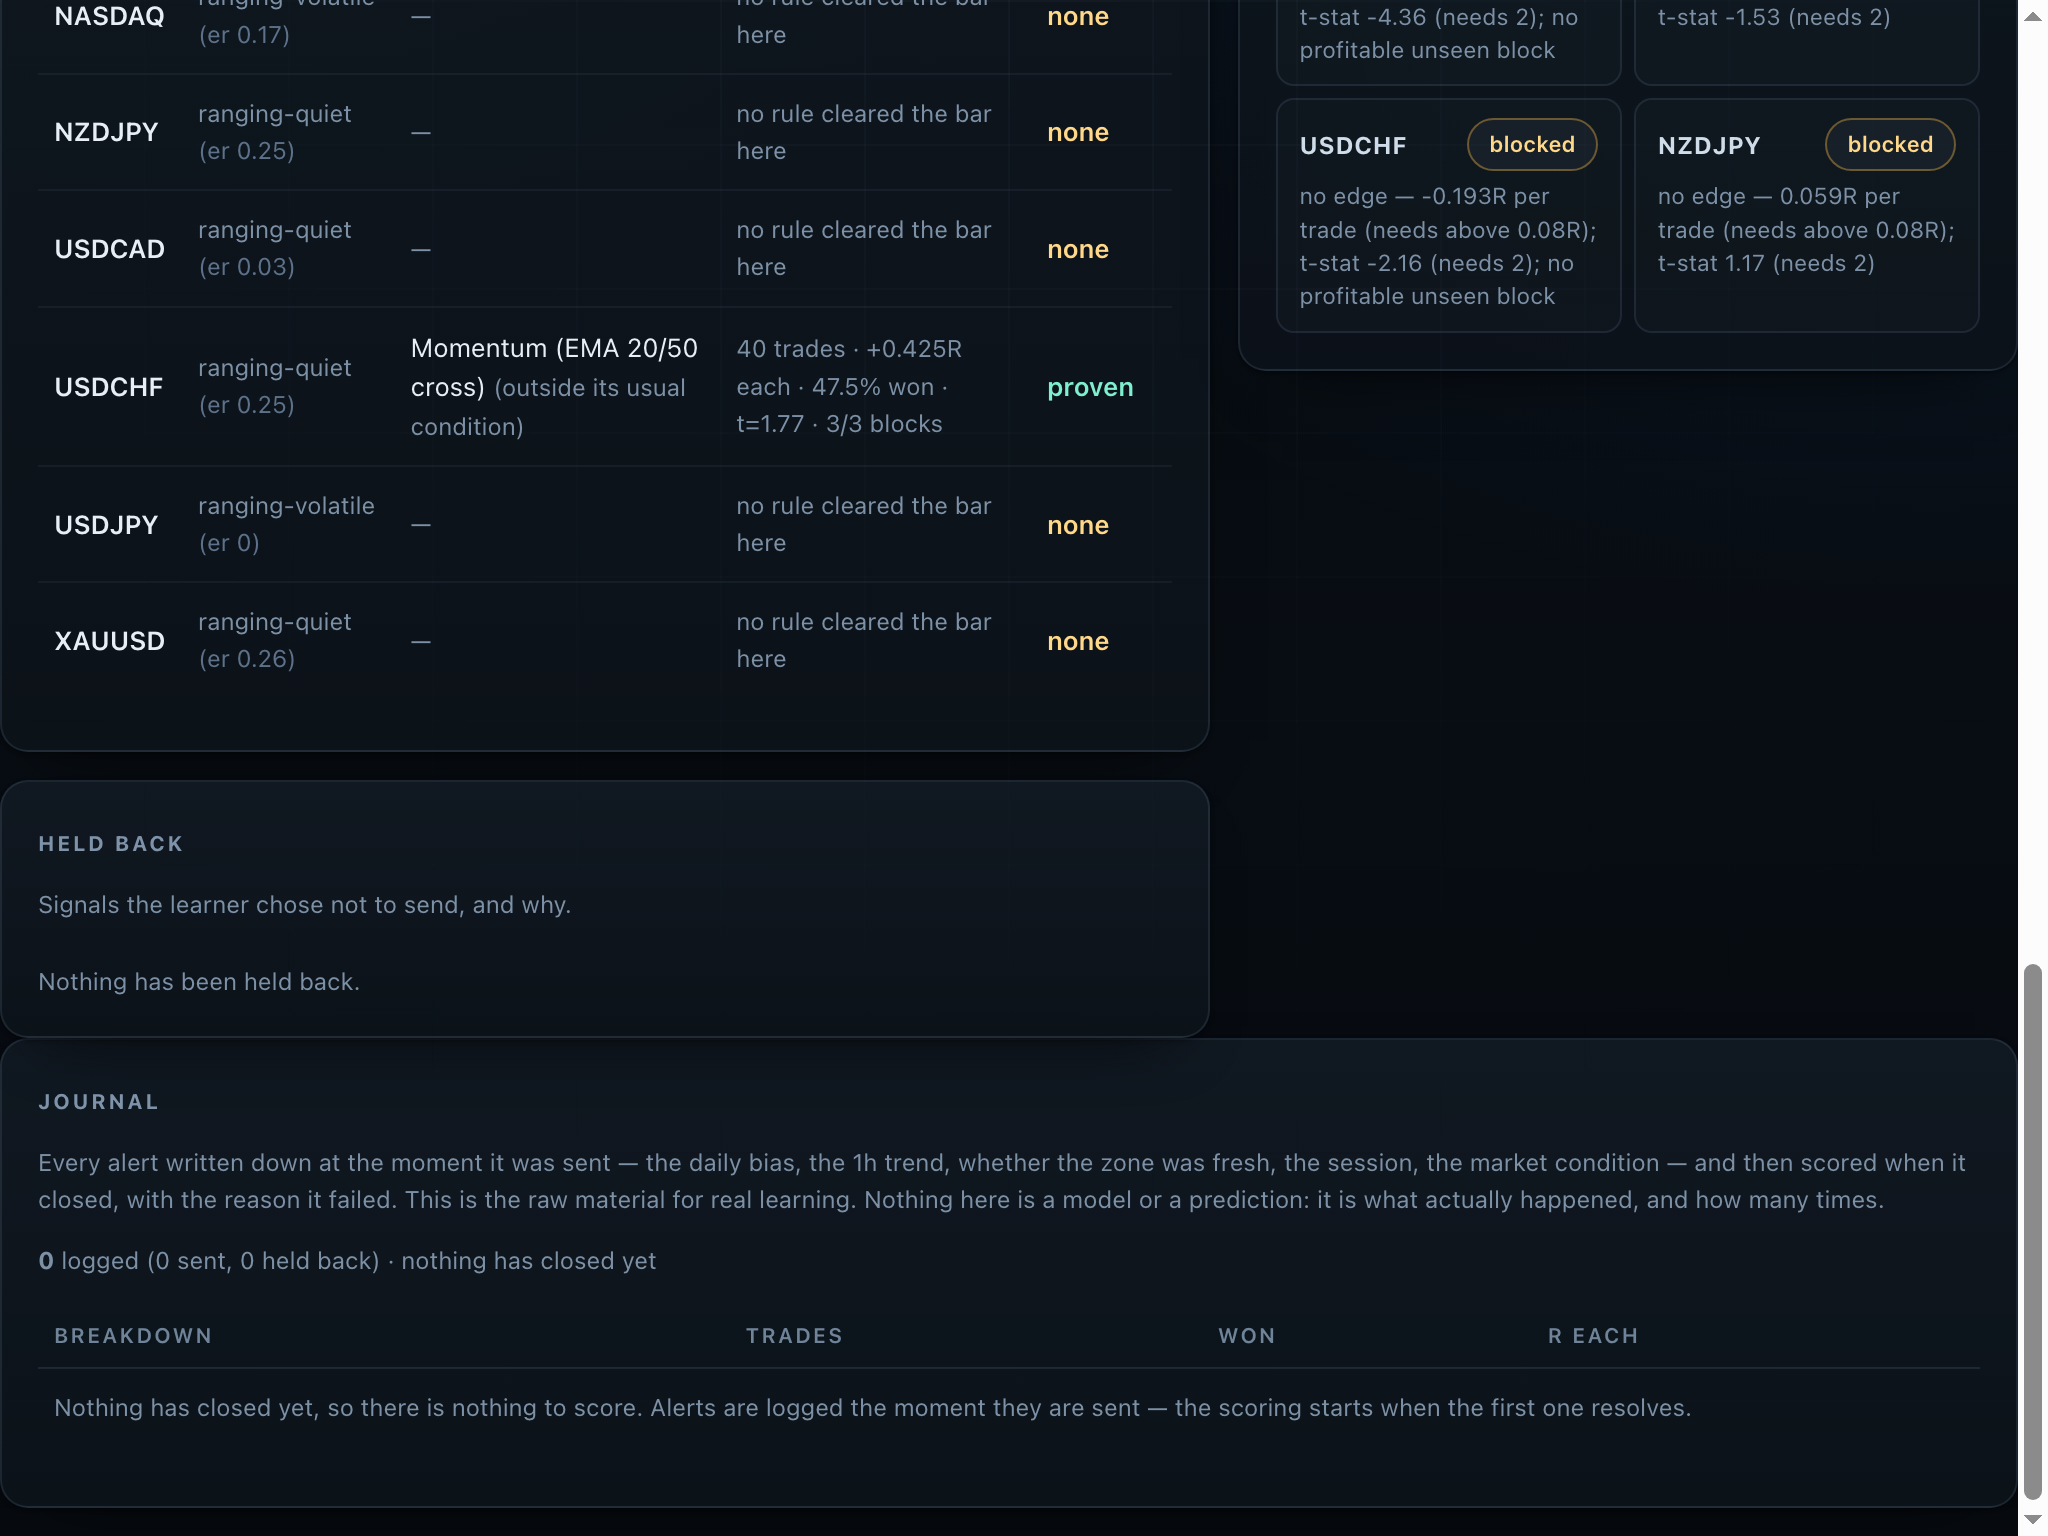 NASDAQ
ranging-volatile
(er 0.17)
—
no rule cleared the bar
here
none
NZDJPY
ranging-quiet
(er 0.25)
—
no rule cleared the bar
here
none
USDCAD
ranging-quiet
(er 0.03)
—
no rule cleared the bar
here
none
USDCHF
ranging-quiet
(er 0.25)
Momentum (EMA 20/50
cross) (outside its usual
condition)
40 trades · +0.425R
each · 47.5% won ·
t=1.77 · 3/3 blocks
proven
USDJPY
ranging-volatile
(er 0)
—
no rule cleared the bar
here
none
XAUUSD
ranging-quiet
(er 0.26)
—
no rule cleared the bar
here
none
t-stat -4.36 (needs 2); no
profitable unseen block
t-stat -1.53 (needs 2)
USDCHF
blocked
no edge — -0.193R per
trade (needs above 0.08R);
t-stat -2.16 (needs 2); no
profitable unseen block
NZDJPY
blocked
no edge — 0.059R per
trade (needs above 0.08R);
t-stat 1.17 (needs 2)
HELD BACK
Signals the learner chose not to send, and why.
Nothing has been held back.
JOURNAL
Every alert written down at the moment it was sent — the daily bias, the 1h trend, whether the zone was fresh, the session, the market condition — and then scored when it
closed, with the reason it failed. This is the raw material for real learning. Nothing here is a model or a prediction: it is what actually happened, and how many times.
0 logged (0 sent, 0 held back) · nothing has closed yet
BREAKDOWN TRADES WON R EACH
Nothing has closed yet, so there is nothing to score. Alerts are logged the moment they are sent — the scoring starts when the first one resolves.